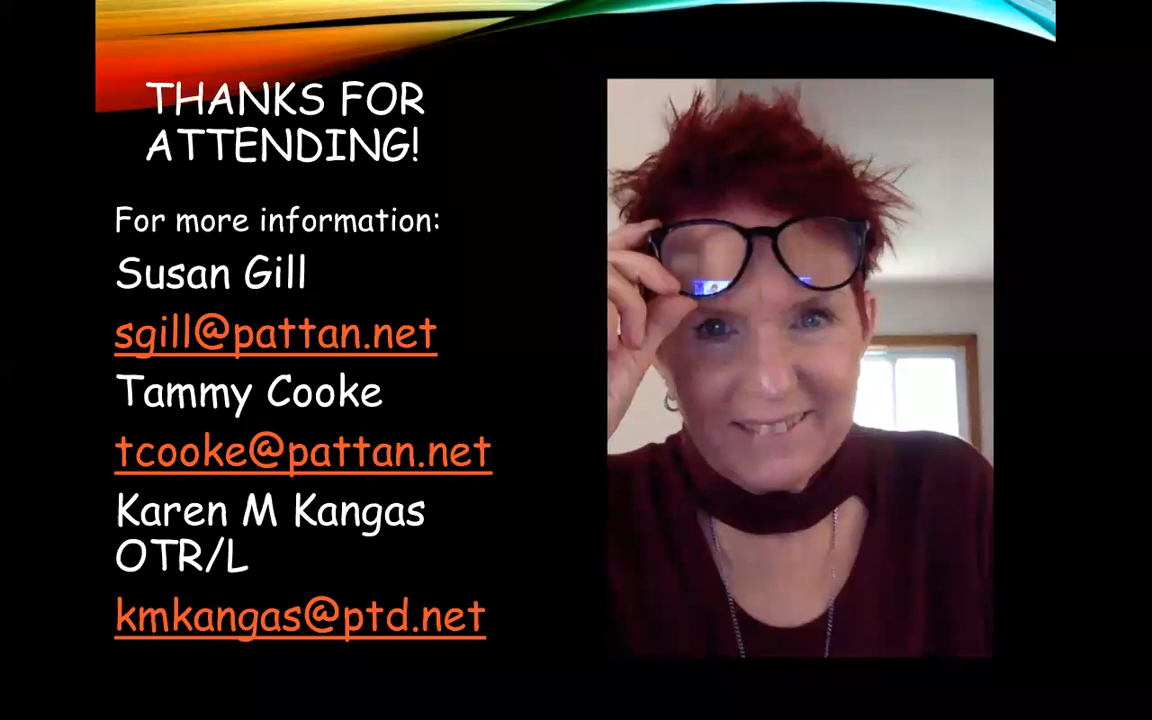 THANKS FOR
ATTENDING!
For more information:
Susan Gill
sgill@pattan.net
Tammy Cooke
tcooke@pattan.net
Karen M Kangas
OTR/L
kmkangas@ptd.net